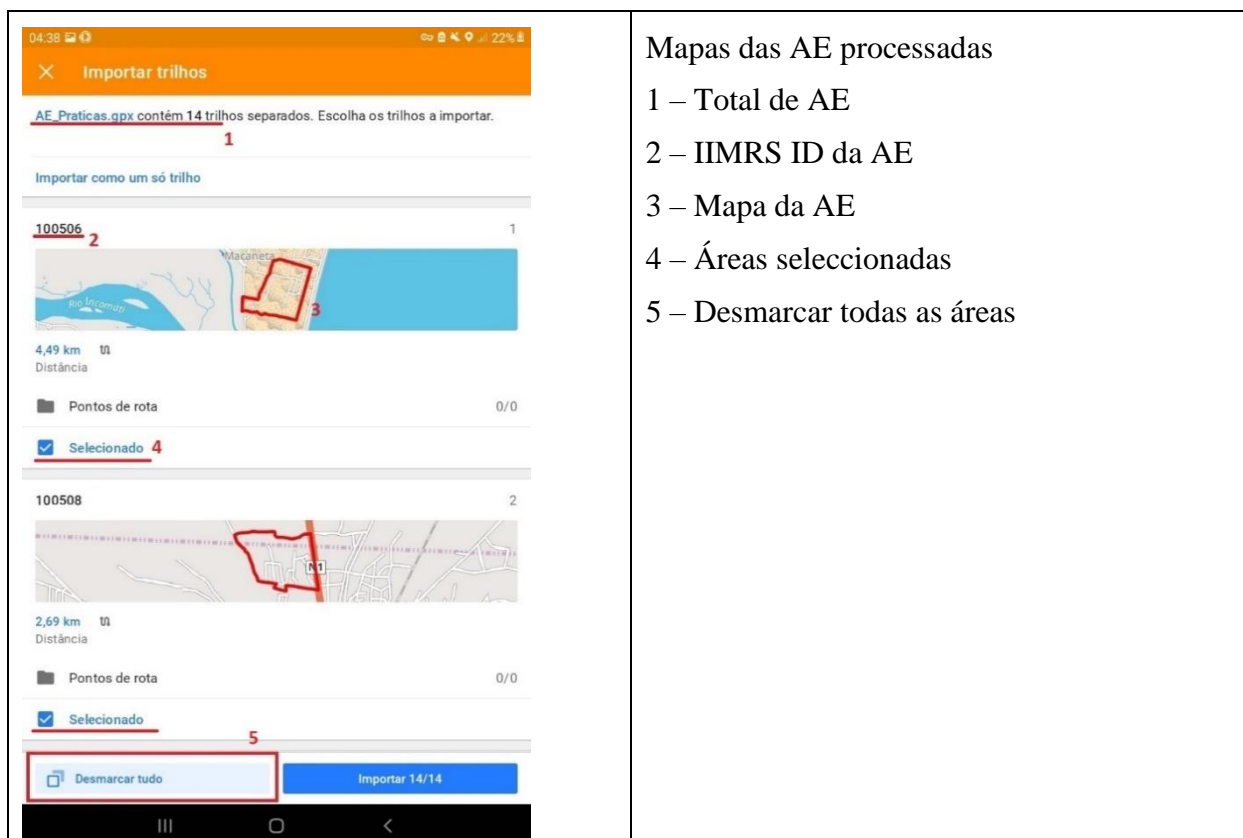 04:38
22%
Importar trilhos
AE_Praticas.gpx contém 14 trilhos separados. Escolha os trilhos a importar.
1
Importar como um só trilho
100506
1
2
Macaneta
Rio Incomati
3
4,49 km
Distância
Pontos de rota 0/0
Selecionado 4
100508
2
N1
2,69 km
Distância
Pontos de rota 0/0
Selecionado
5
Desmarcar tudo
Importar 14/14
Mapas das AE processadas
1 – Total de AE
2 – IIMRS ID da AE
3 – Mapa da AE
4 – Áreas seleccionadas
5 – Desmarcar todas as áreas